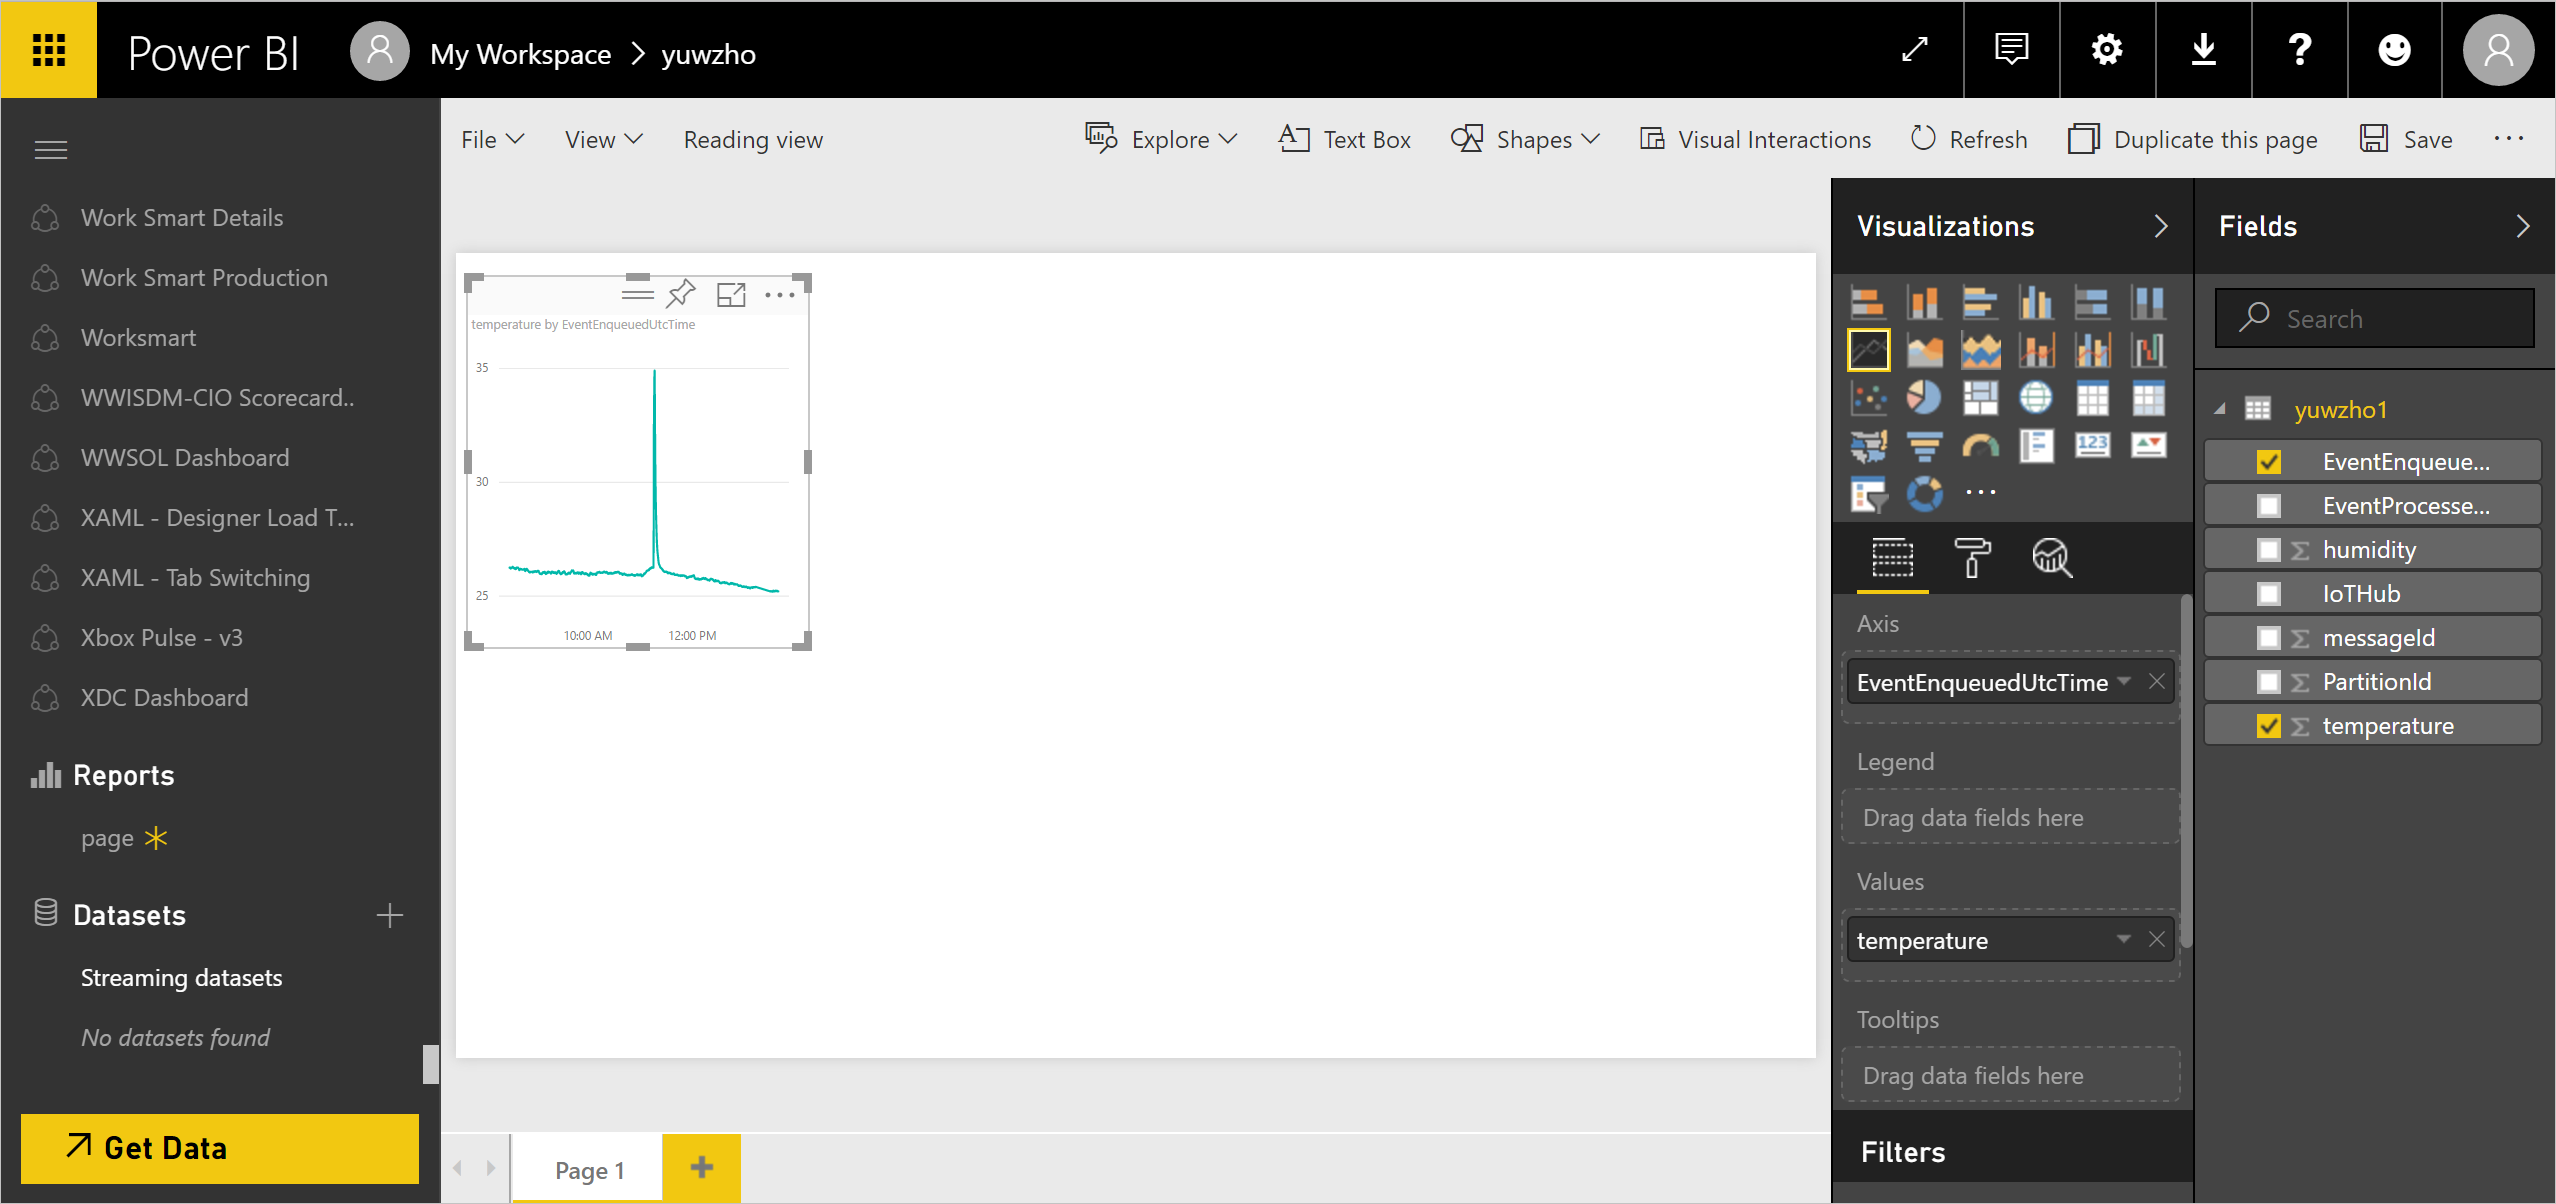 Power BI
My Workspace > yuwzho
?
File
View
Reading view
Explore
Text Box
Shapes
Visual Interactions
Refresh
Duplicate this page
Save
...
Work Smart Details
Work Smart Production
Worksmart
WWISDM-CIO Scorecard..
WWSOL Dashboard
XAML - Designer Load T...
XAML - Tab Switching
Xbox Pulse - v3
XDC Dashboard
Reports
page
Datasets
Streaming datasets
No datasets found
Get Data
temperature by EventEnqueuedUtcTime
35
30
25
10:00 AM
12:00 PM
Page 1
Visualizations
123
Axis
EventEnqueuedUtcTime
Legend
Drag data fields here
Values
temperature
Tooltips
Drag data fields here
Filters
Fields
Search
yuwzho1
EventEnqueue...
EventProcesse...
Σ humidity
IoTHub
Σ messageId
Σ PartitionId
Σ temperature